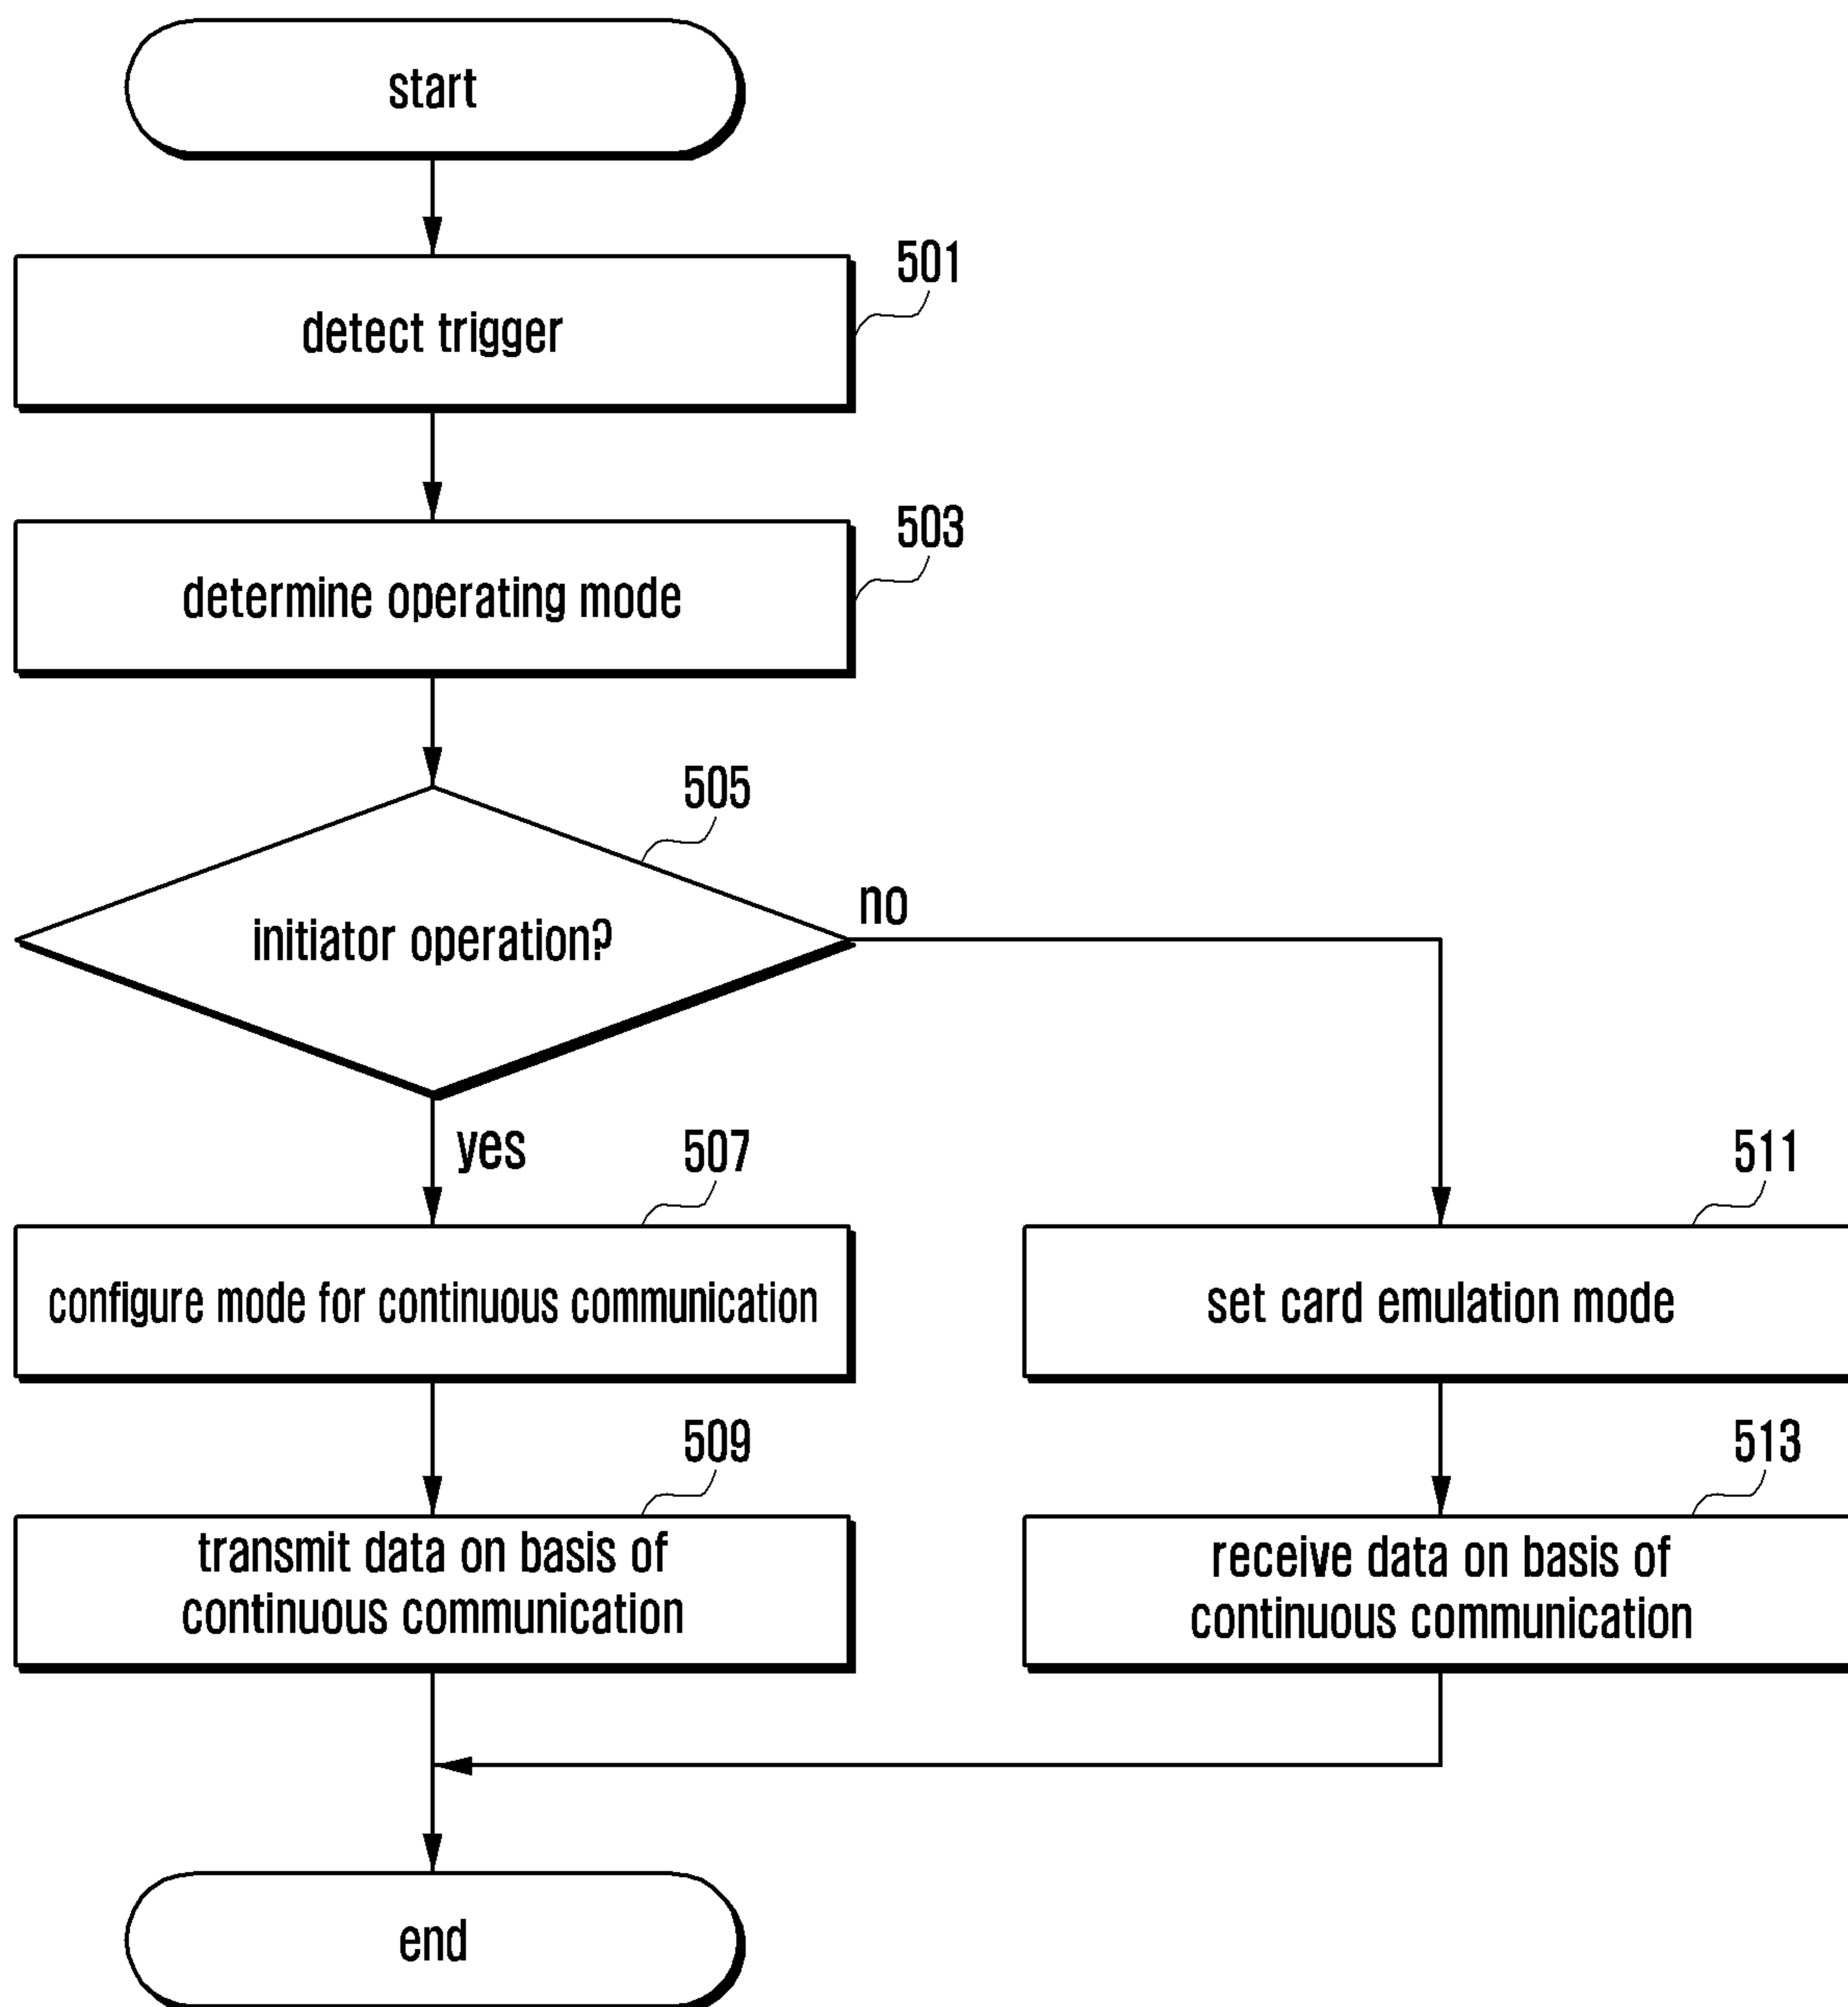 start
501
detect trigger
503
determine operating mode
505
initiator operation?
no
yes
507
configure mode for continuous communication
511
set card emulation mode
509
transmit data on basis of
continuous communication
513
receive data on basis of
continuous communication
end